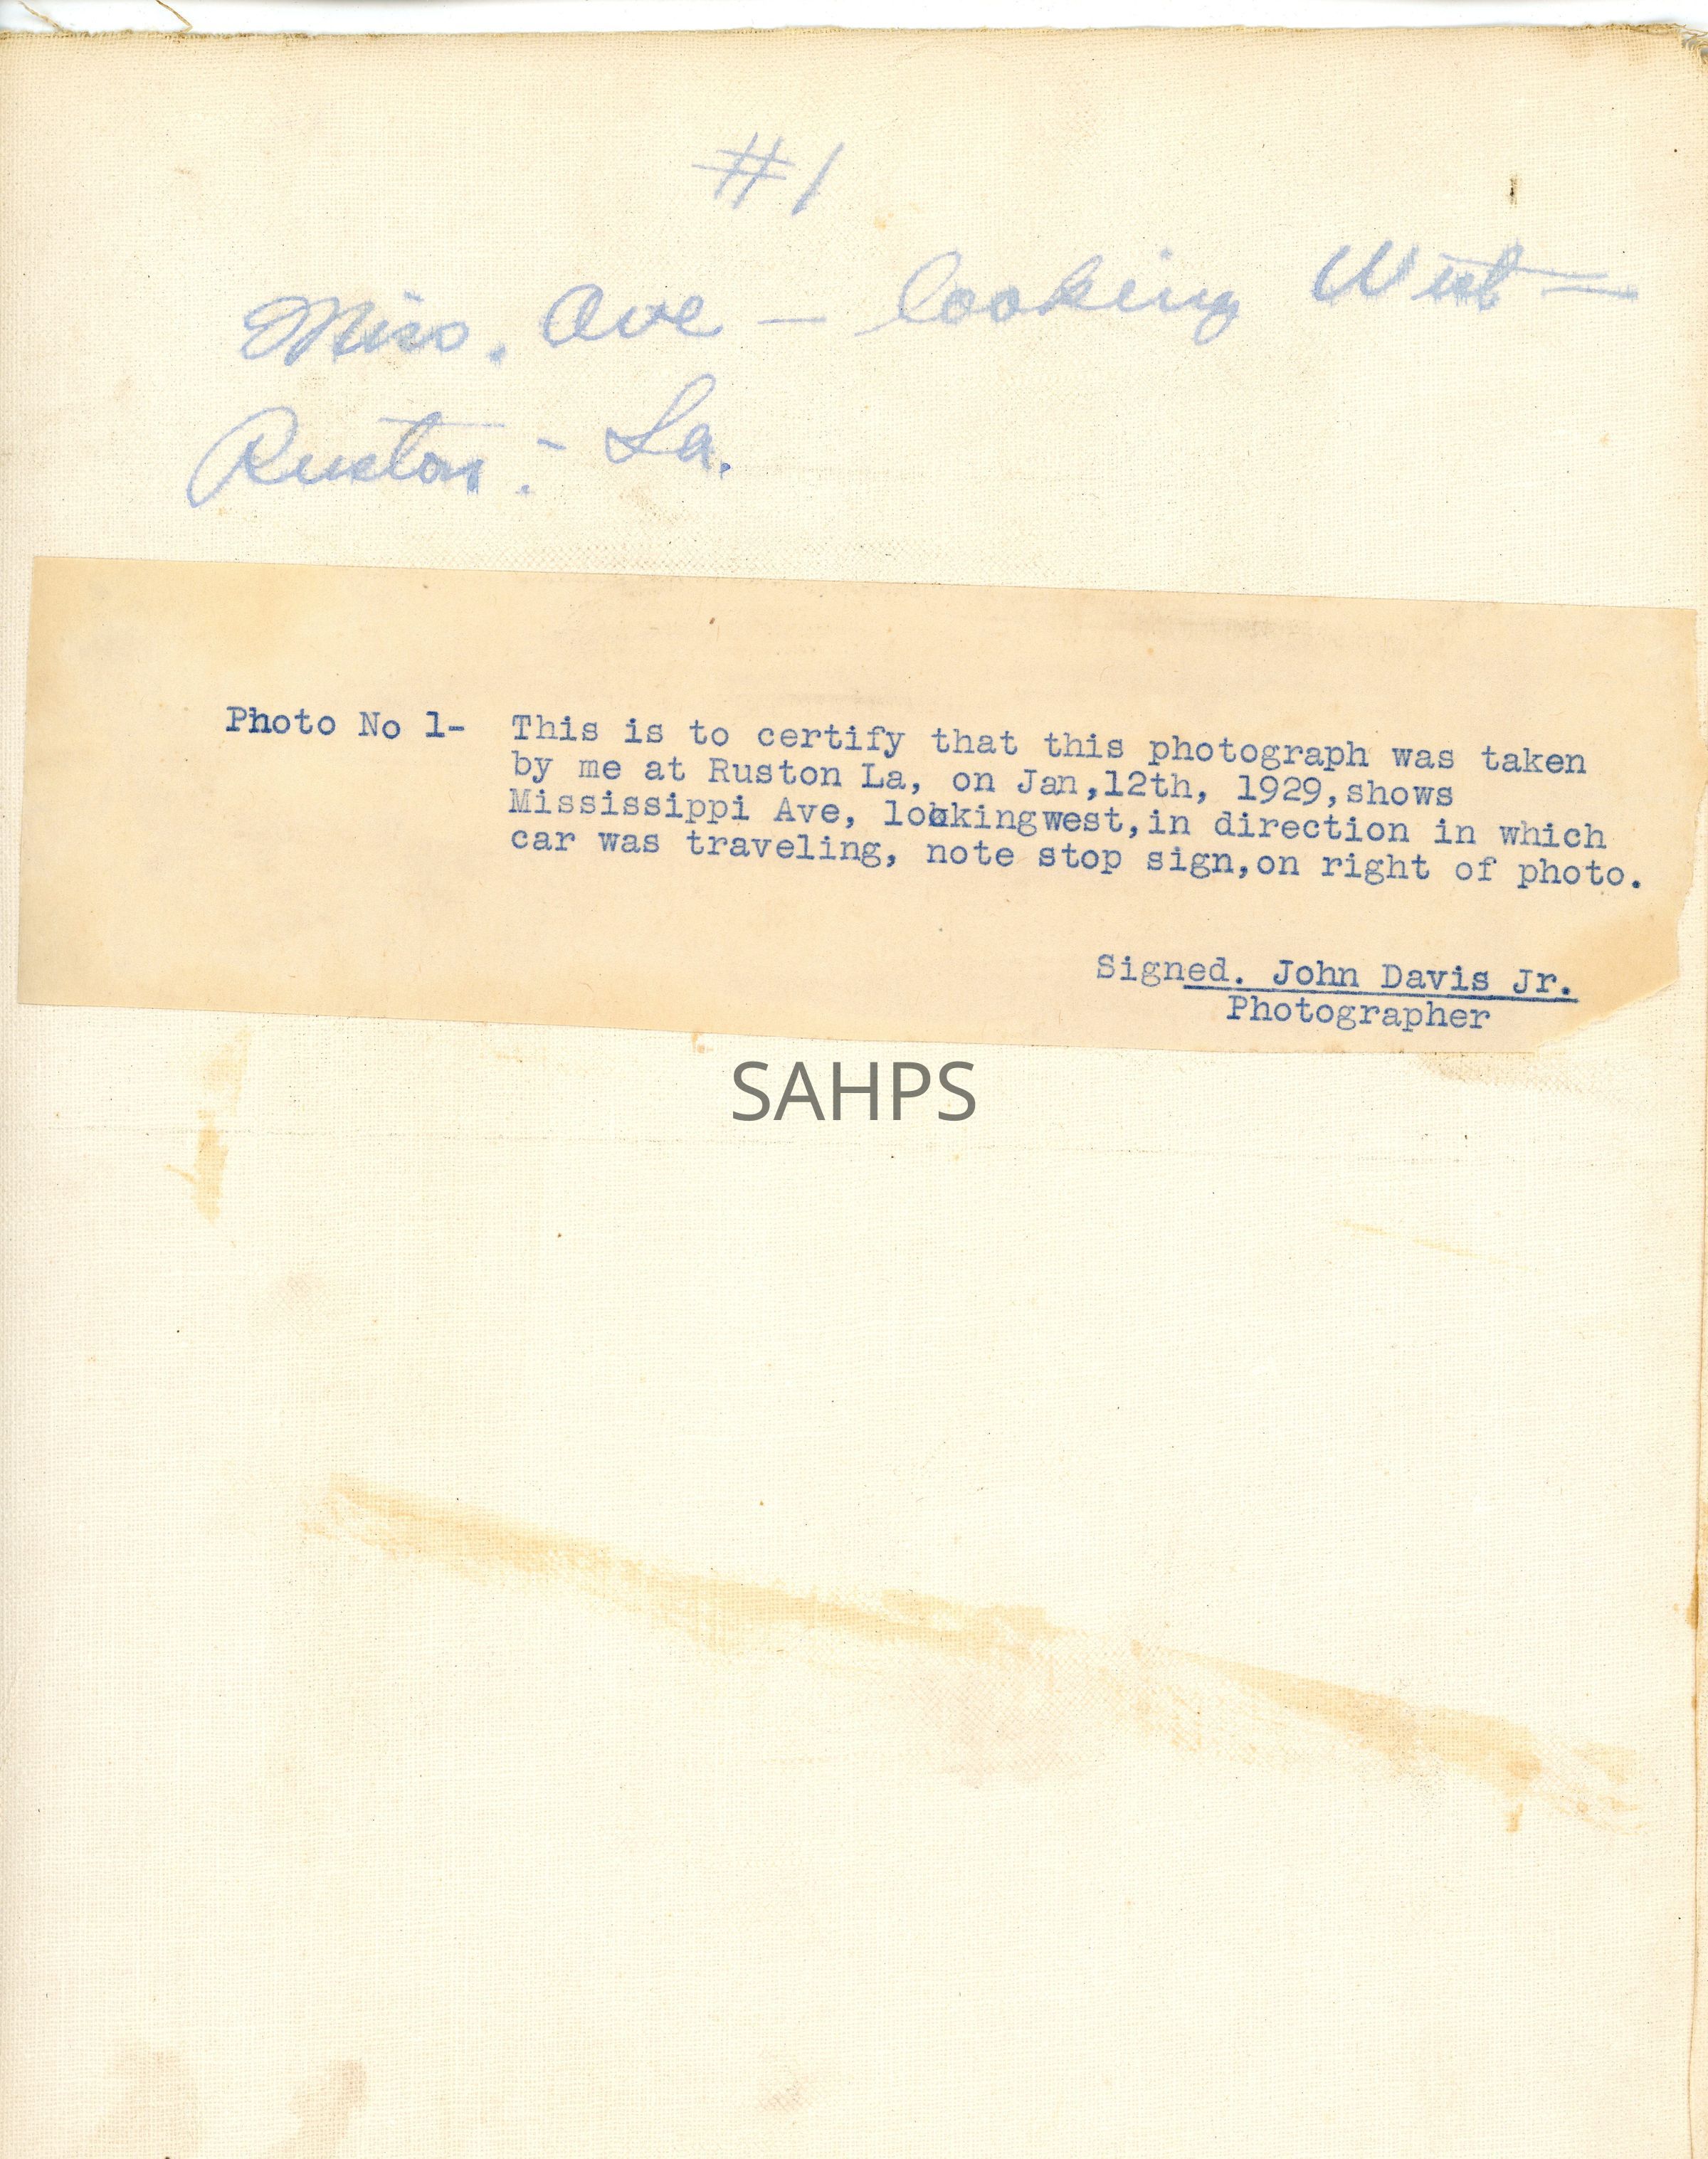 #1
Miss. Ave — looking West —
Ruston. - La.
Photo No 1- This is to certify that this photograph was taken
by me at Ruston La, on Jan,12th, 1929,shows
Mississippi Ave, lookingwest,in direction in which
car was traveling, note stop sign,on right of photo.
Signed. John Davis Jr.
Photographer
SAHPS